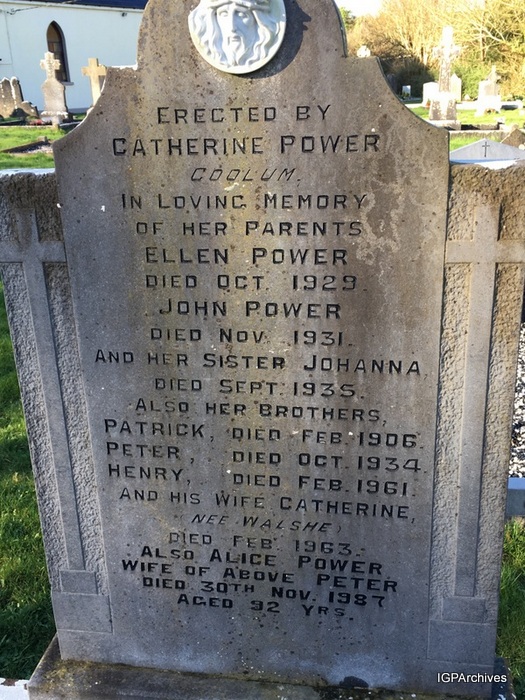 ERECTED BY
CATHERINE POWER
COOLUM.
IN LOVING MEMORY
OF HER PARENTS
ELLEN POWER
DIED OCT. 1929.
JOHN POWER
DIED NOV. 1931.
AND HER SISTER JOHANNA.
DIED SEPT. 1935.
ALSO HER BROTHERS,
PATRICK, DIED FEB. 1906.
PETER, DIED OCT. 1934.
HENRY, DIED FEB. 1961.
AND HIS WIFE CATHERINE,
(NEE WALSHE)
DIED FEB. 1963.
ALSO ALICE POWER
WIFE OF ABOVE PETER
DIED 30TH NOV. 1987
AGED 92 YRS.
IGPArchives